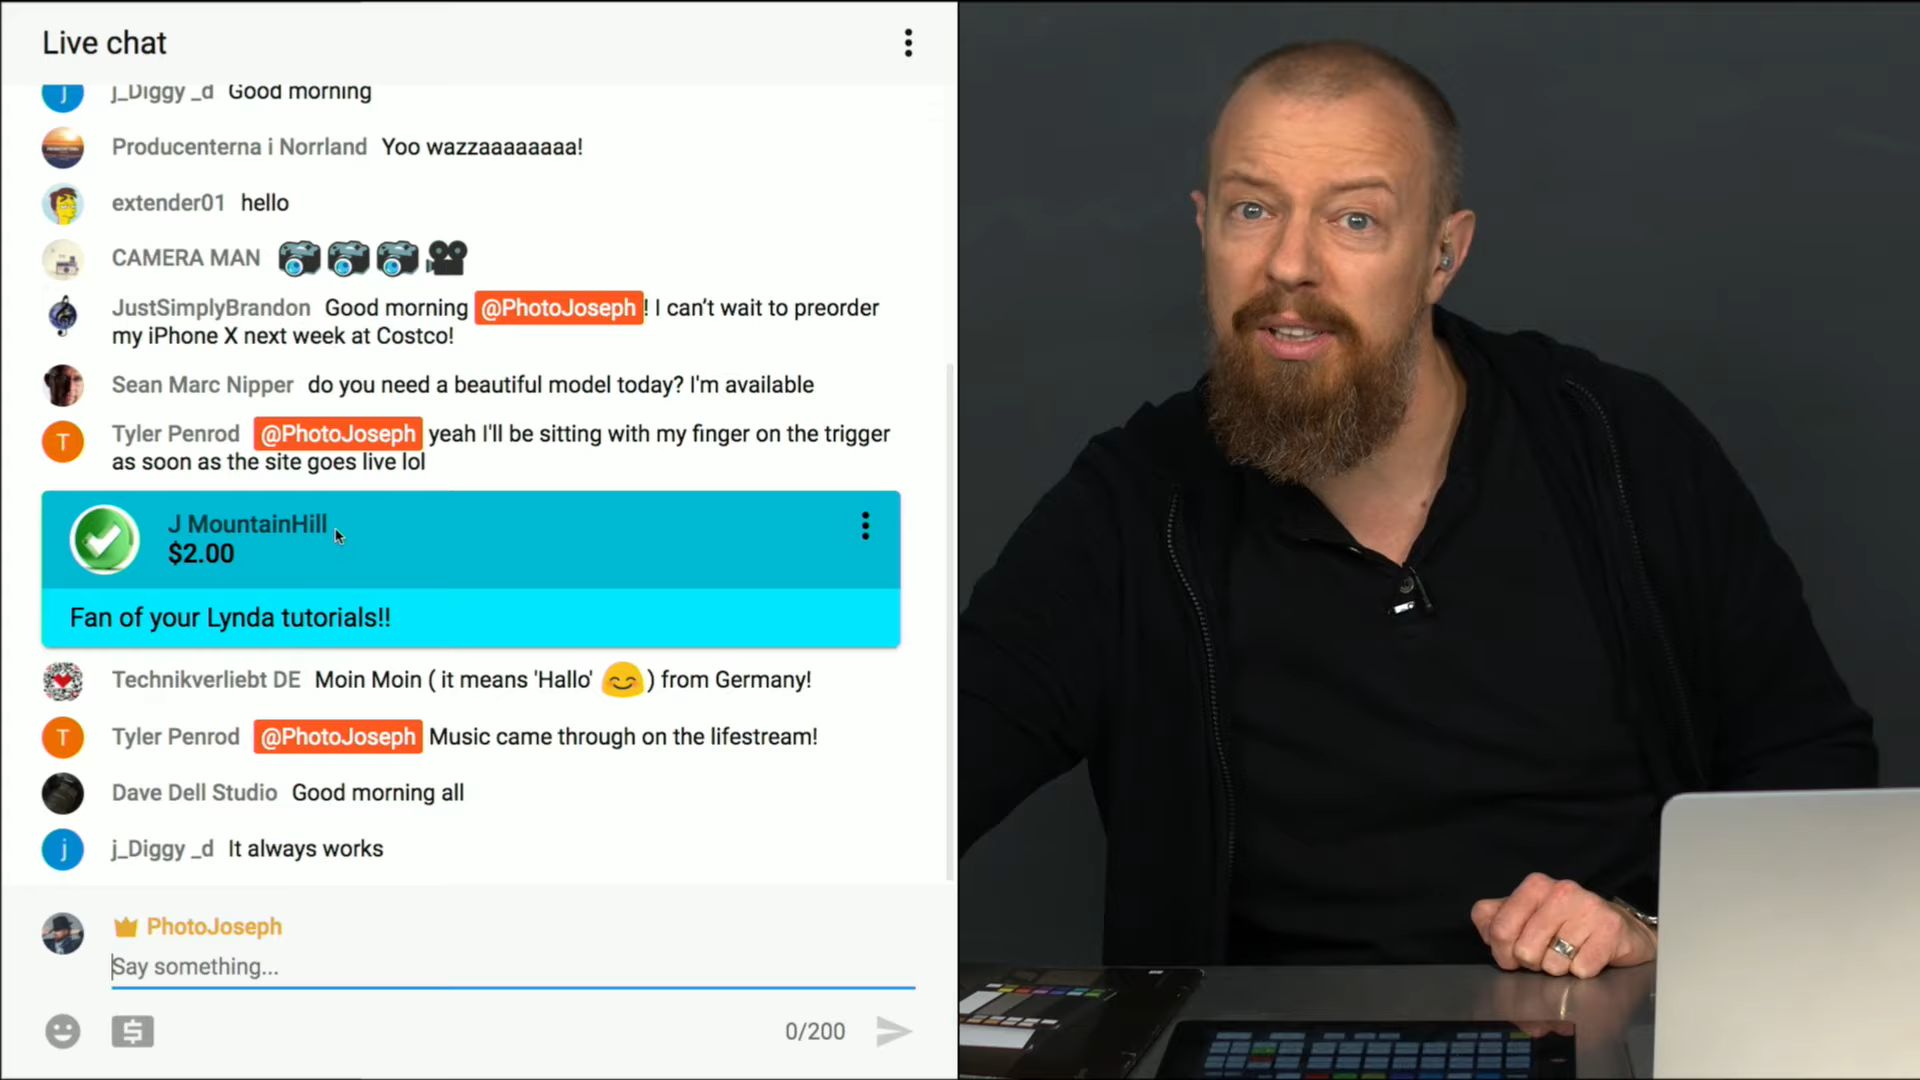 Live chat
j_Diggy _d Good morning
Producenterna i Norrland Yoo wazzaaaaaaaa!
extender01 hello
CAMERA MAN
JustSimplyBrandon Good morning @PhotoJoseph! I can't wait to preorder
my iPhone X next week at Costco!
Sean Marc Nipper do you need a beautiful model today? I'm available
Tyler Penrod @PhotoJoseph yeah I'll be sitting with my finger on the trigger
as soon as the site goes live lol
J MountainHill
$2.00
Fan of your Lynda tutorials!!
Technikverliebt DE Moin Moin ( it means 'Hallo' 😊 ) from Germany!
Tyler Penrod @PhotoJoseph Music came through on the lifestream!
Dave Dell Studio Good morning all
j_Diggy _d It always works
PhotoJoseph
Say something...
0/200